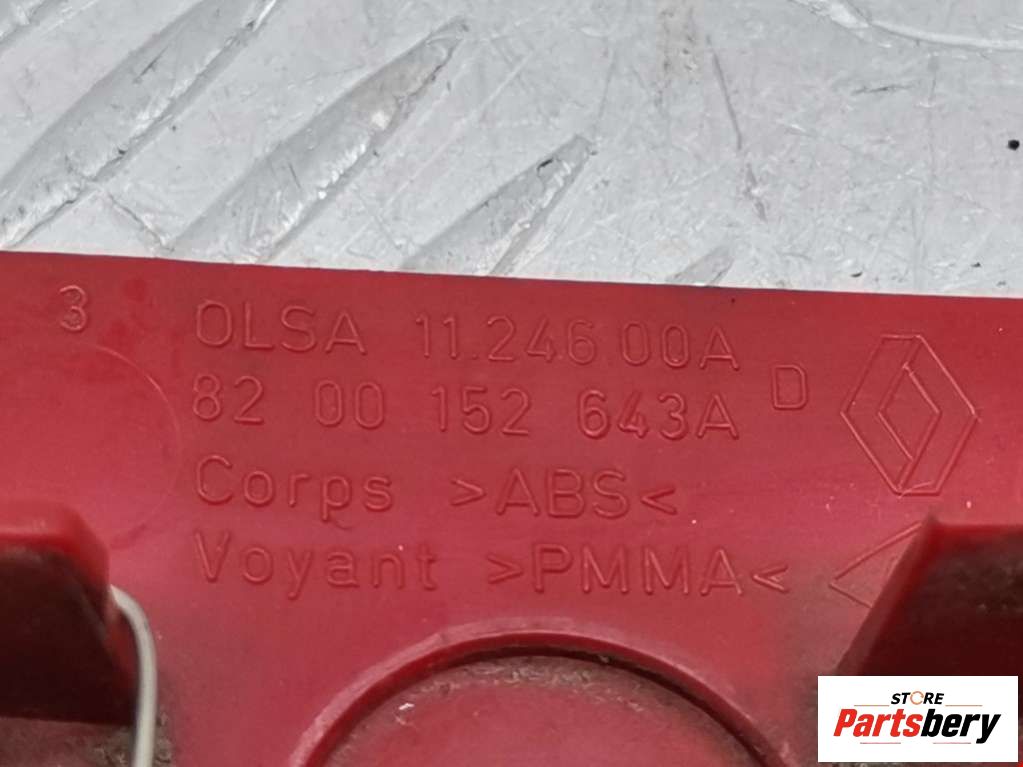 3
OLSA 11.246 00A
82 00 152 643A D
Corps >ABS<
Voyant >PMMA<
STORE
Partsbery